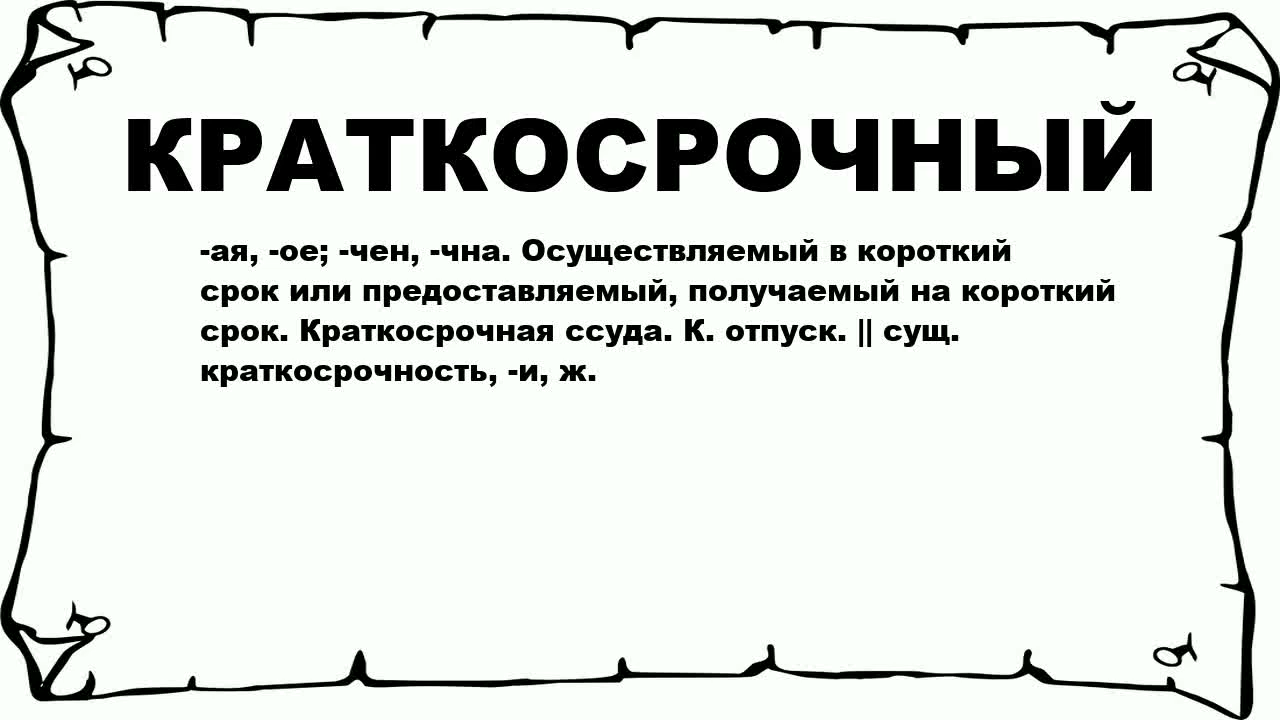 КРАТКОСРОЧНЫЙ
-ая, -ое; -чен, -чна. Осуществляемый в короткий
срок или предоставляемый, получаемый на короткий
срок. Краткосрочная ссуда. К. отпуск. || сущ.
краткосрочность, -и, ж.